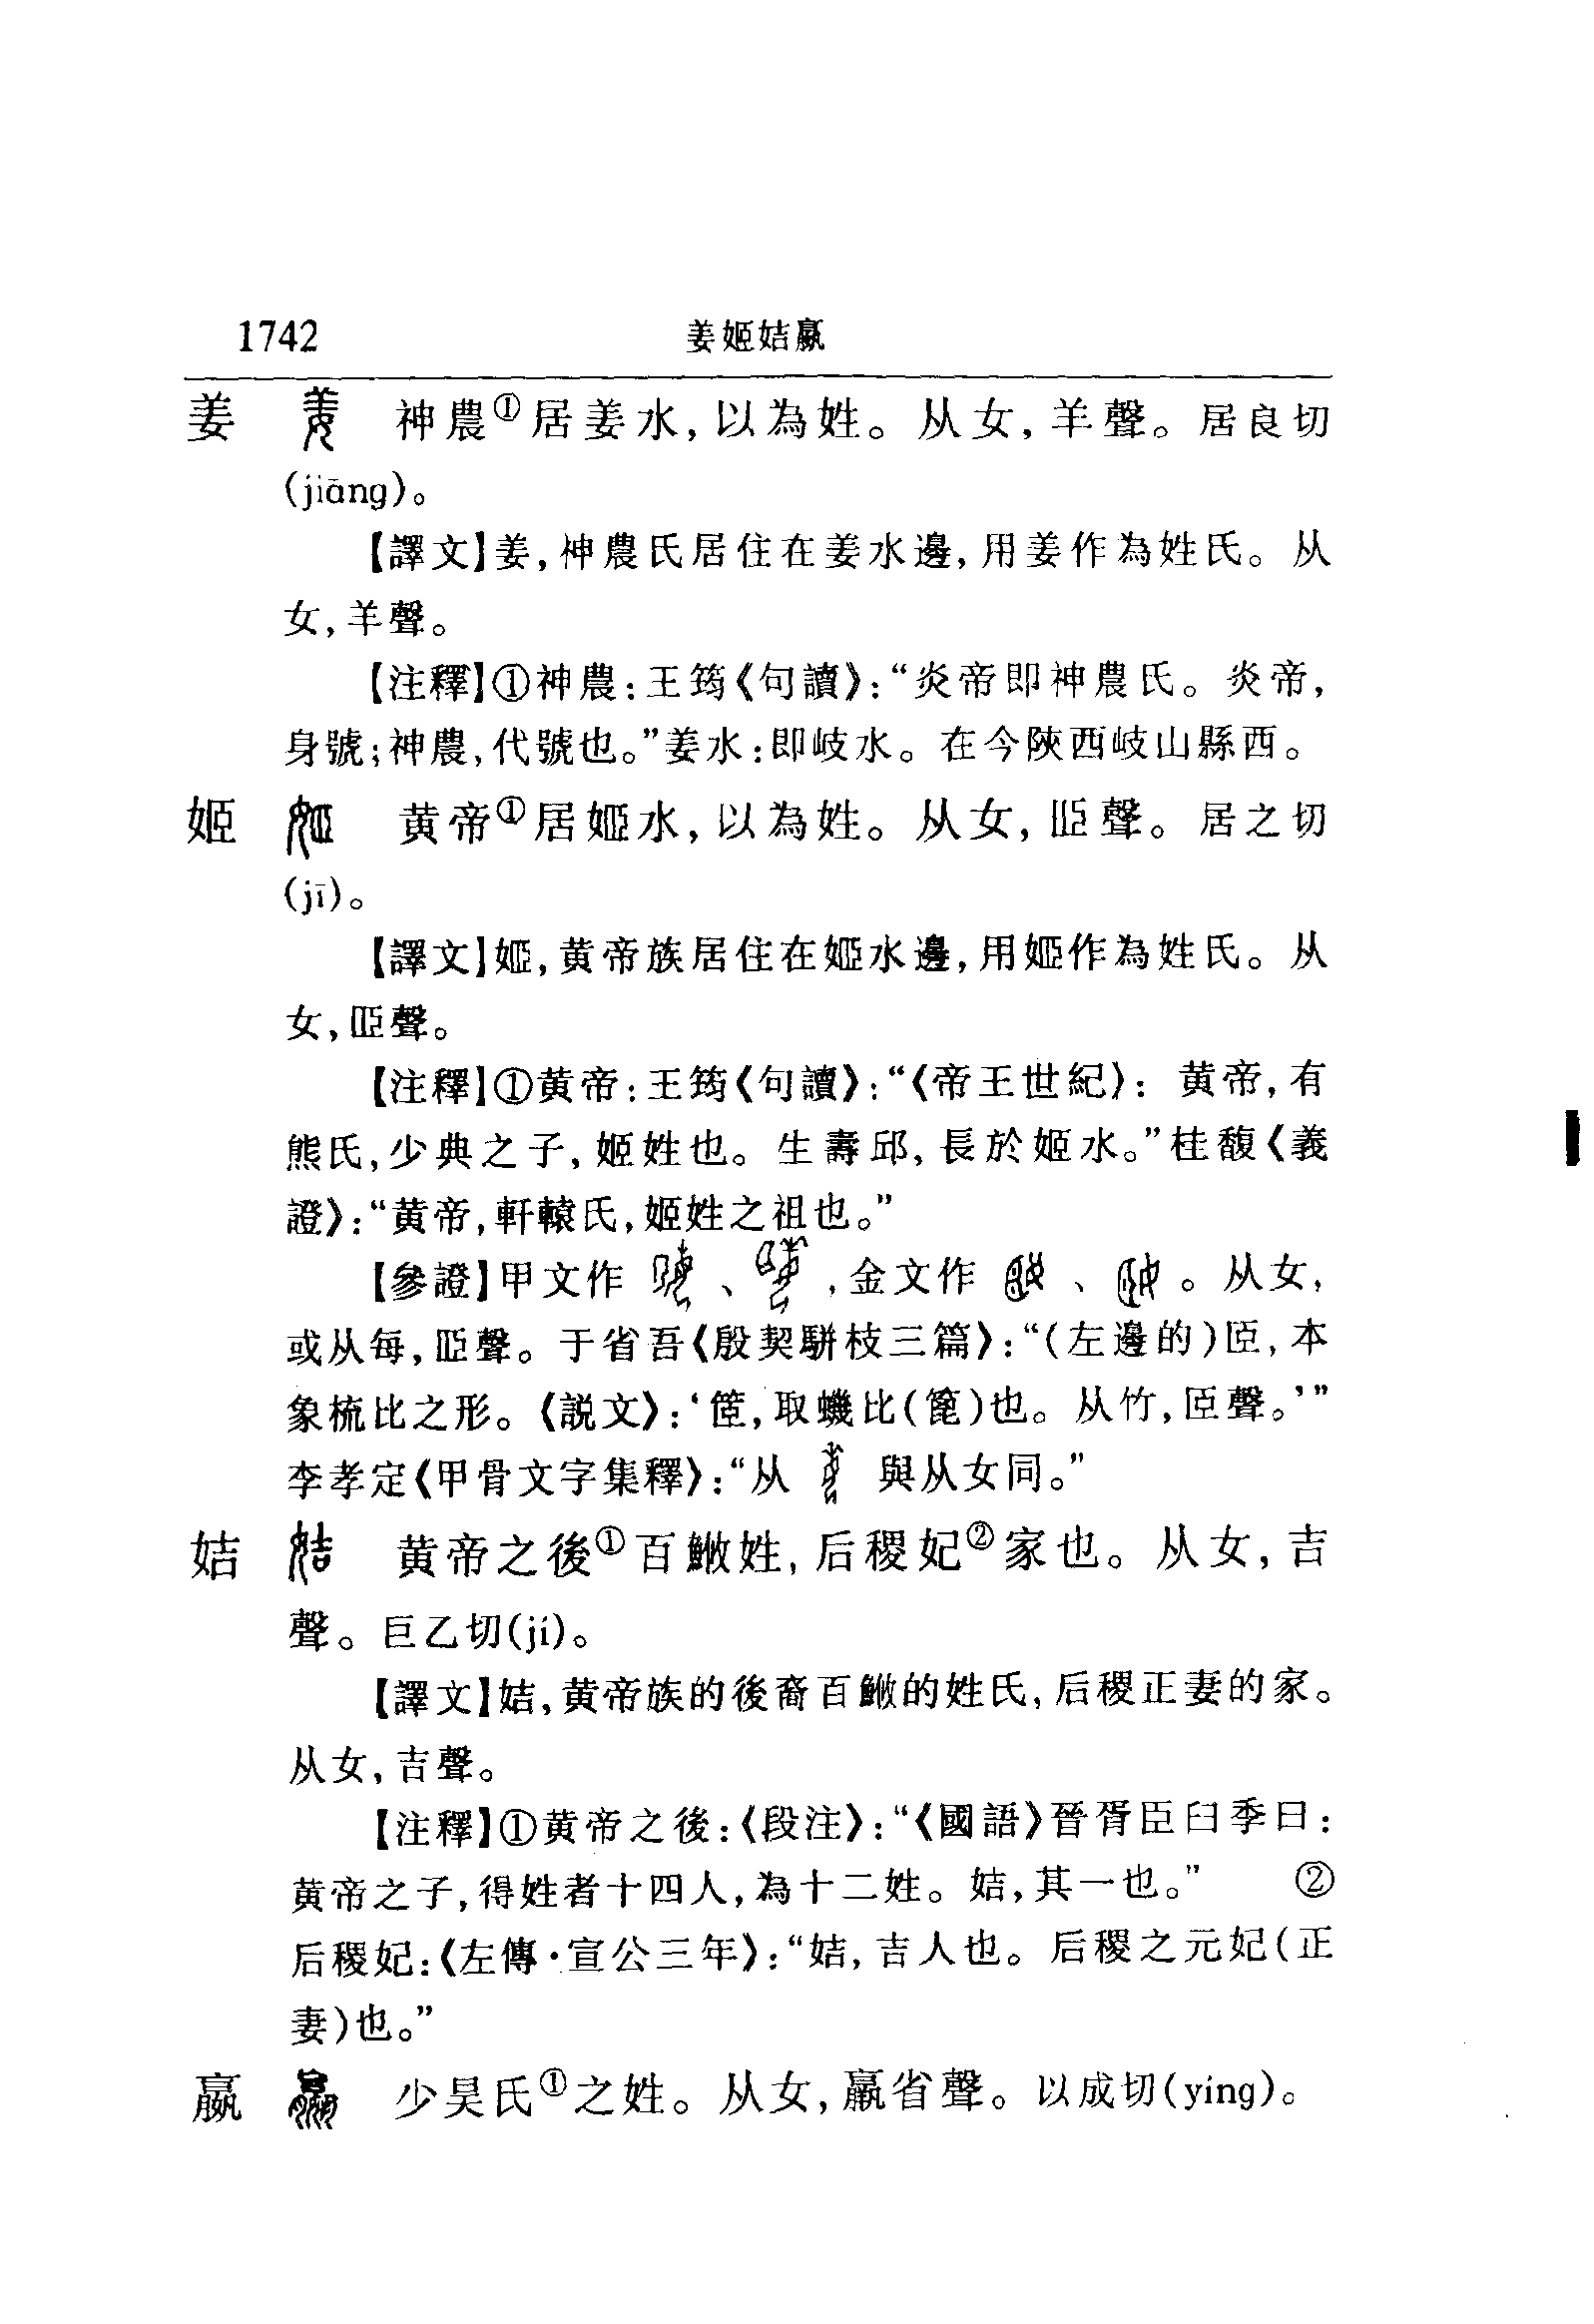 1742 姜姬姞嬴
姜 神農①居姜水,以為姓。从女,羊聲。居良切
(jiāng)。
【譯文】姜,神農氏居住在姜水邊,用姜作為姓氏。从
女,羊聲。
【注釋】①神農:王筠《句讀》:“炎帝即神農氏。炎帝,
身號;神農,代號也。”姜水:即岐水。在今陝西岐山縣西。
姬 黄帝①居姬水,以為姓。从女,𦣞聲。居之切
(jī)。
【譯文】姬,黄帝族居住在姬水邊,用姬作為姓氏。从
女,𦣞聲。
【注釋】①黄帝:王筠《句讀》:“《帝王世紀》:黄帝,有
熊氏,少典之子,姬姓也。生壽邱,長於姬水。”桂馥《義
證》:“黄帝,軒轅氏,姬姓之祖也。”
【參證】甲文作 、 ,金文作 、 。从女,
或从每,𦣞聲。于省吾《殷契駢枝三篇》:“(左邊的)𦣞,本
象梳比之形。《説文》:‘笸,取蟣比(篦)也。从竹,𦣞聲。’”
李孝定《甲骨文字集釋》:“从 與从女同。”
姞 黄帝之後①百鮍姓,后稷妃②家也。从女,吉
聲。巨乙切(jí)。
【譯文】姞,黄帝族的後裔百鮍的姓氏,后稷正妻的家。
从女,吉聲。
【注釋】①黄帝之後:《段注》:“《國語》晉胥臣臼季曰:
黄帝之子,得姓者十四人,為十二姓。姞,其一也。” ②
后稷妃:《左傳·宣公三年》:“姞,吉人也。后稷之元妃(正
妻)也。”
嬴 少昊氏①之姓。从女,羸省聲。以成切(yíng)。